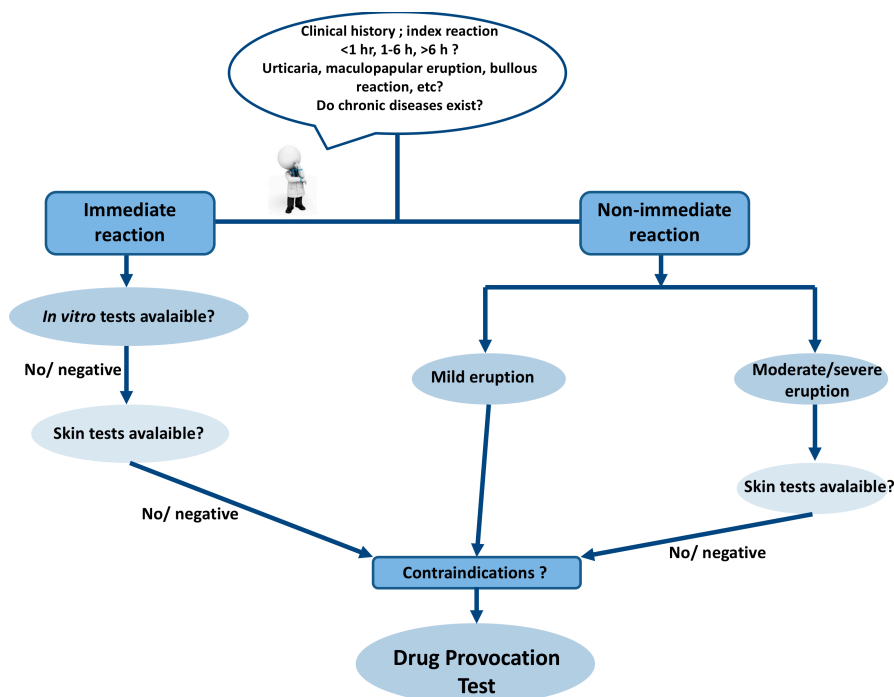 Clinical history ; index reaction
<1 hr, 1-6 h, >6 h ?
Urticaria, maculopapular eruption, bullous
reaction, etc?
Do chronic diseases exist?
Immediate
reaction
Non-immediate
reaction
In vitro tests avalaible?
No/ negative
Mild eruption
Moderate/severe
eruption
Skin tests avalaible?
Skin tests avalaible?
No/ negative
No/ negative
Contraindications ?
Drug Provocation
Test